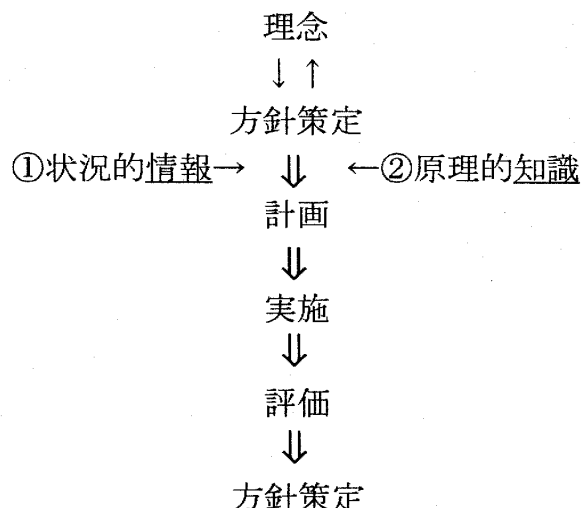 理念
↓ ↑
方針策定
①状況的情報→ ⇓ ←②原理的知識
計画
⇓
実施
⇓
評価
⇓
方針策定